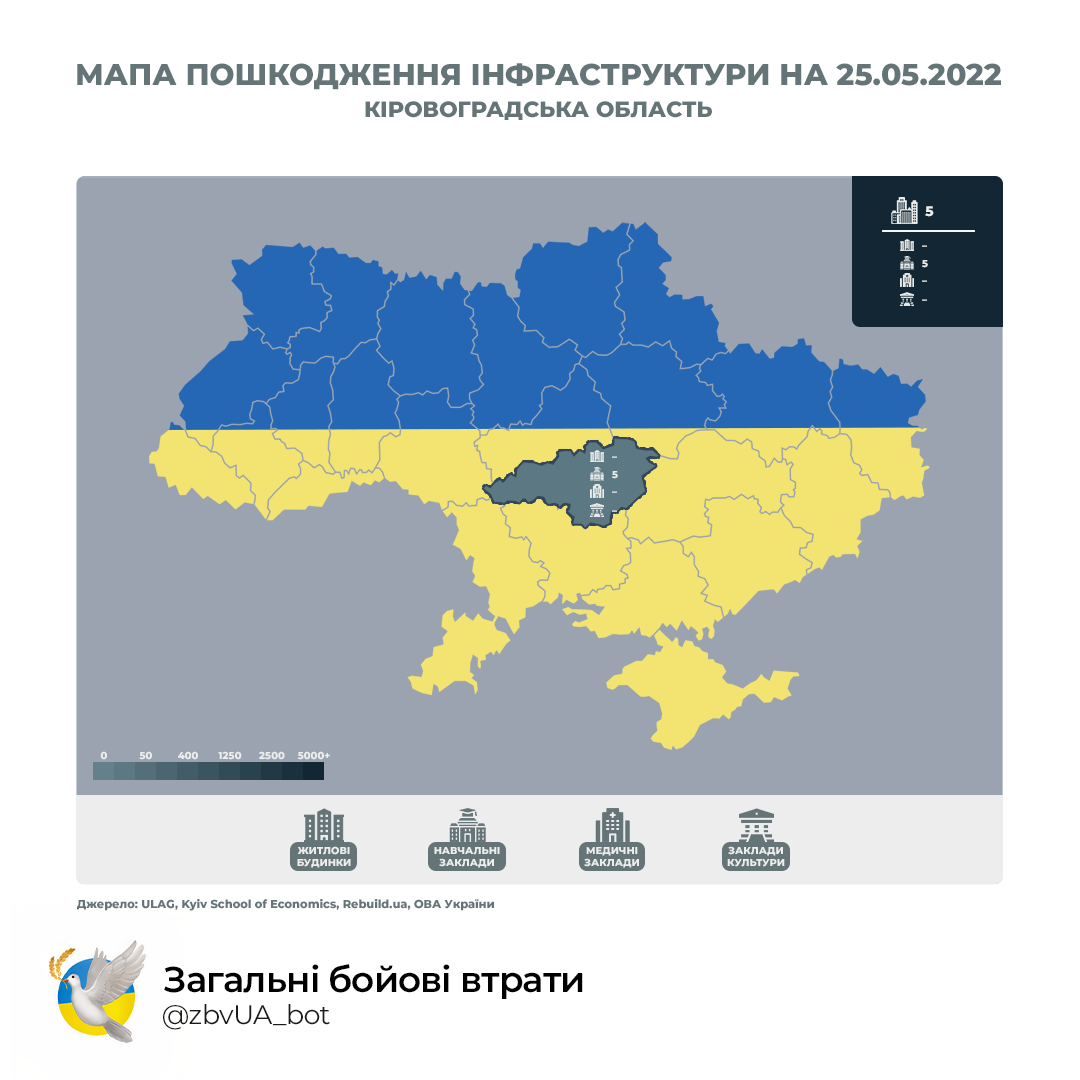 МАПА ПОШКОДЖЕННЯ ІНФРАСТРУКТУРИ НА 25.05.2022
КІРОВОГРАДСЬКА ОБЛАСТЬ
5
–
5
–
–
–
5
–
–
0 50 400 1250 2500 5000+
ЖИТЛОВІ
БУДИНКИ
НАВЧАЛЬНІ
ЗАКЛАДИ
МЕДИЧНІ
ЗАКЛАДИ
ЗАКЛАДИ
КУЛЬТУРИ
Джерело: ULAG, Kyiv School of Economics, Rebuild.ua, ОВА України
Загальні бойові втрати
@zbvUA_bot